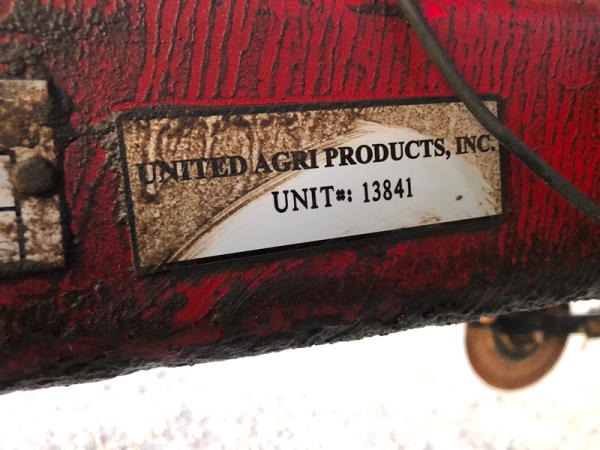 UNITED AGRI PRODUCTS, INC.
UNIT#: 13841